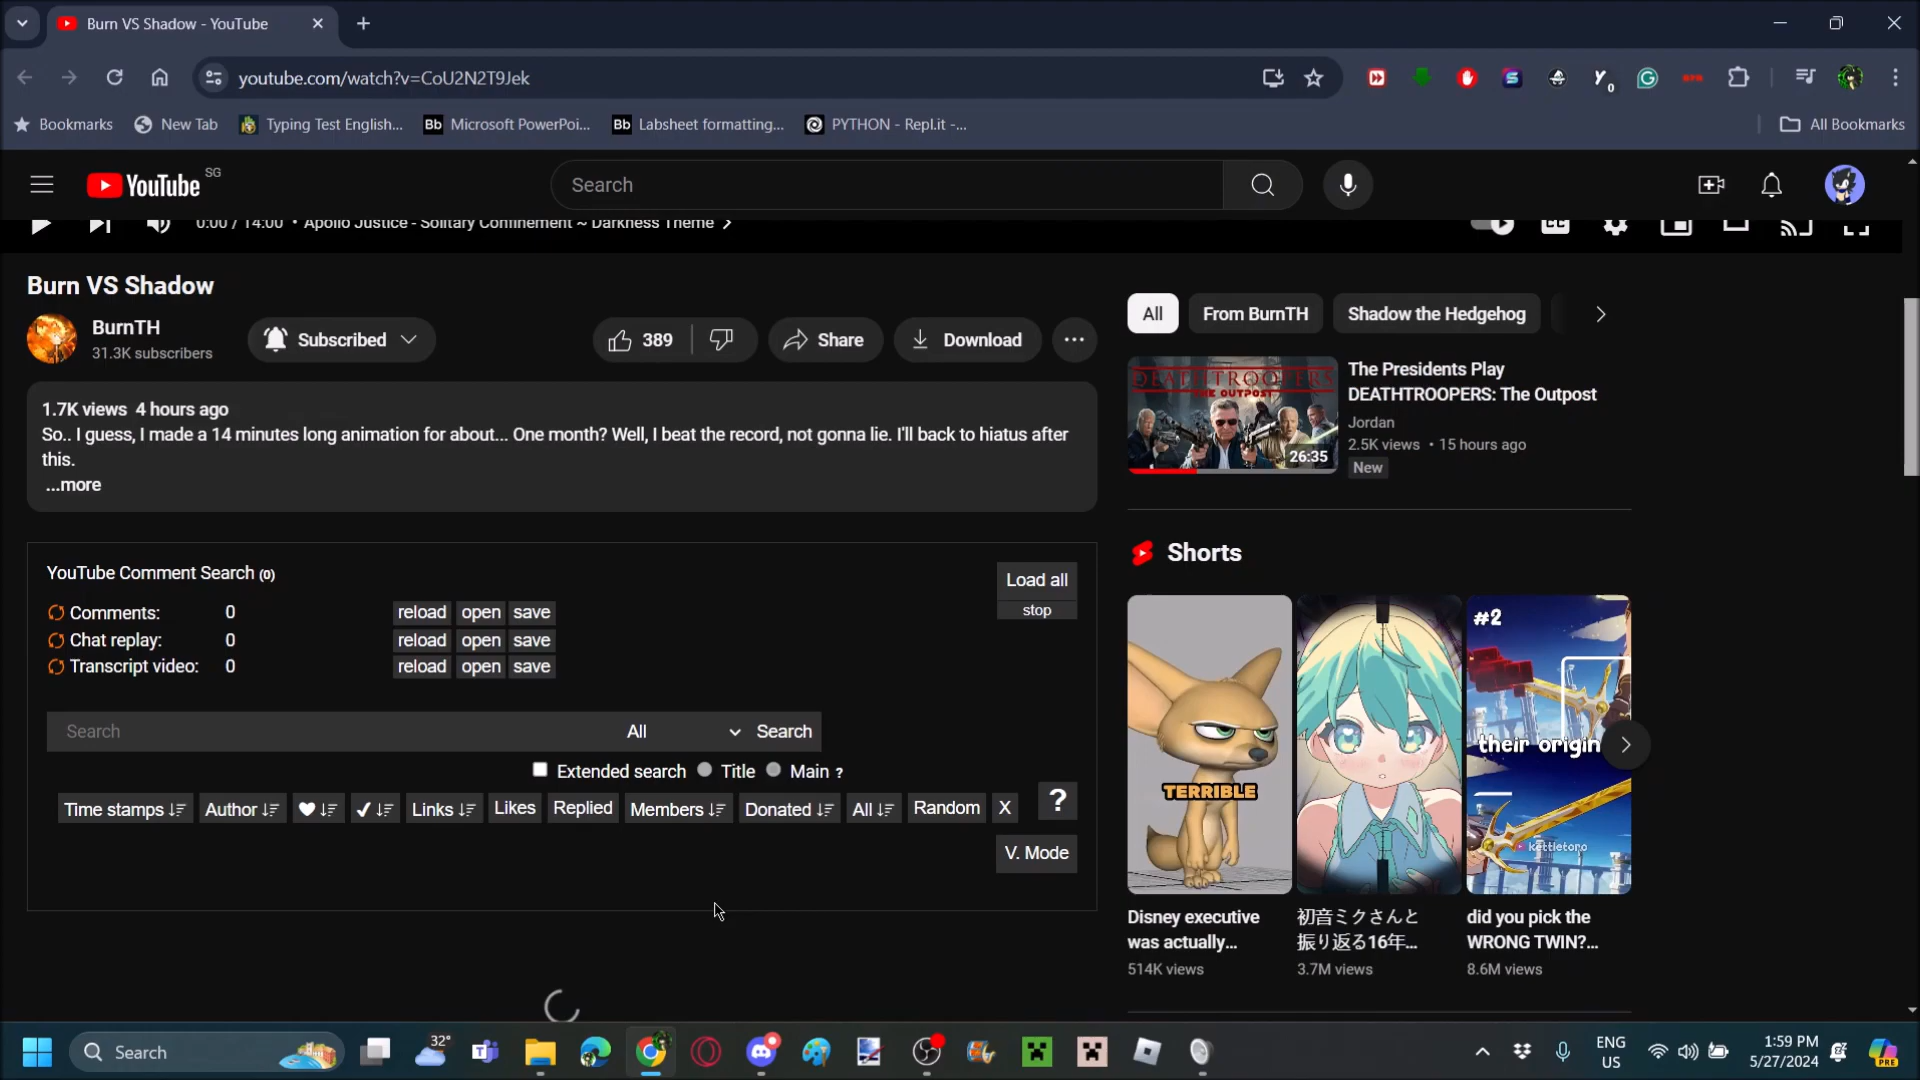 Burn VS Shadow - YouTube
youtube.com/watch?v=CoU2N2T9Jek
Bookmarks
New Tab
Typing Test English...
Bb Microsoft PowerPoi...
Bb Labsheet formatting...
PYTHON - Repl.it -...
All Bookmarks
YouTube SG
Search
0:00 / 14:00 • Apollo Justice - Solitary Confinement ~ Darkness Theme
CC
Burn VS Shadow
BurnTH
31.3K subscribers
Subscribed
389
Share
Download
1.7K views 4 hours ago
So.. I guess, I made a 14 minutes long animation for about... One month? Well, I beat the record, not gonna lie. I'll back to hiatus after
this.
...more
YouTube Comment Search (0)
Load all
stop
Comments: 0 reload open save
Chat replay: 0 reload open save
Transcript video: 0 reload open save
Search All Search
Extended search Title Main ?
Time stamps Author Links Likes Replied Members Donated All Random X ?
V. Mode
All From BurnTH Shadow the Hedgehog
DEATHTROOPERS
THE OUTPOST
26:35
The Presidents Play
DEATHTROOPERS: The Outpost
Jordan
2.5K views • 15 hours ago
New
Shorts
TERRIBLE
#2
their origin
kettletoro
Disney executive
was actually...
514K views
初音ミクさんと
振り返る16年...
3.7M views
did you pick the
WRONG TWIN?...
8.6M views
Search
32°
ENG
US
1:59 PM
5/27/2024
PRE